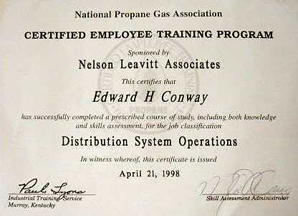 National Propane Gas Association
CERTIFIED EMPLOYEE TRAINING PROGRAM
Sponsored by
Nelson Leavitt Associates
This certifies that
Edward H Conway
has successfully completed a prescribed course of study, including both knowledge
and skills assessment, for the job classification
Distribution System Operations
In witness whereof, this certificate is issued
April 21, 1998
Paul Lyons
Industrial Training Service
Murray, Kentucky
Skill Assessment Administrator